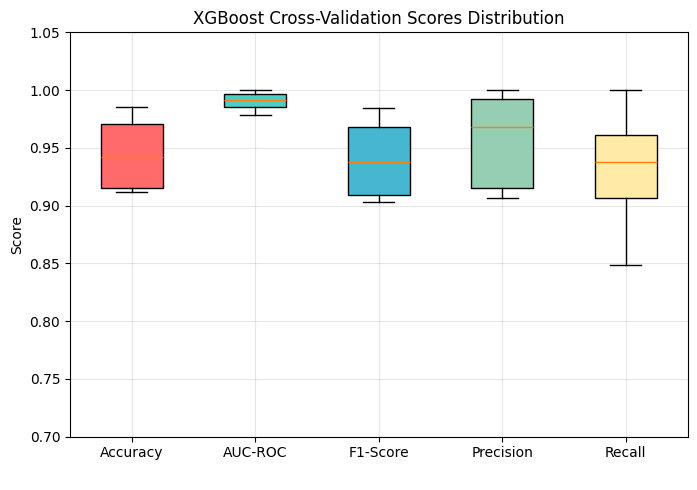 XGBoost Cross-Validation Scores Distribution
1.05
1.00
0.95
0.90
0.85
0.80
0.75
0.70
Score
Accuracy AUC-ROC F1-Score Precision Recall